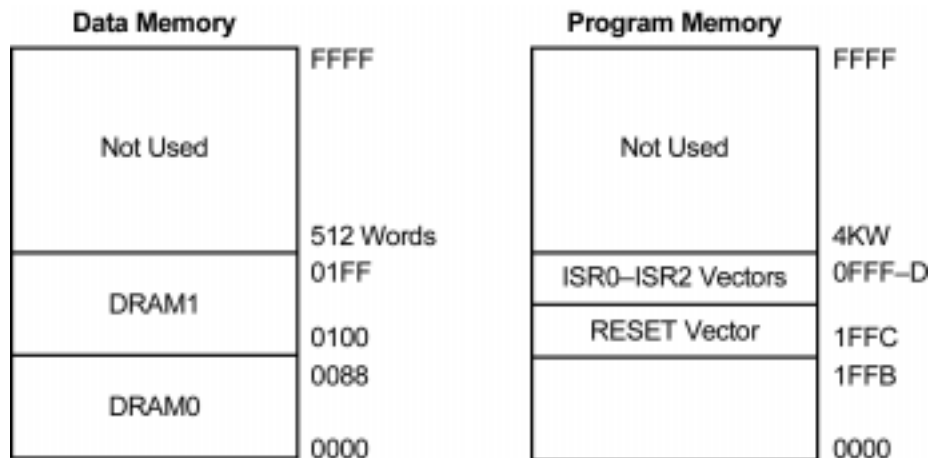 Data Memory
FFFF
Not Used
512 Words
01FF
DRAM1
0100
0088
DRAM0
0000
Program Memory
FFFF
Not Used
4KW
ISR0–ISR2 Vectors
0FFF–D
RESET Vector
1FFC
1FFB
0000